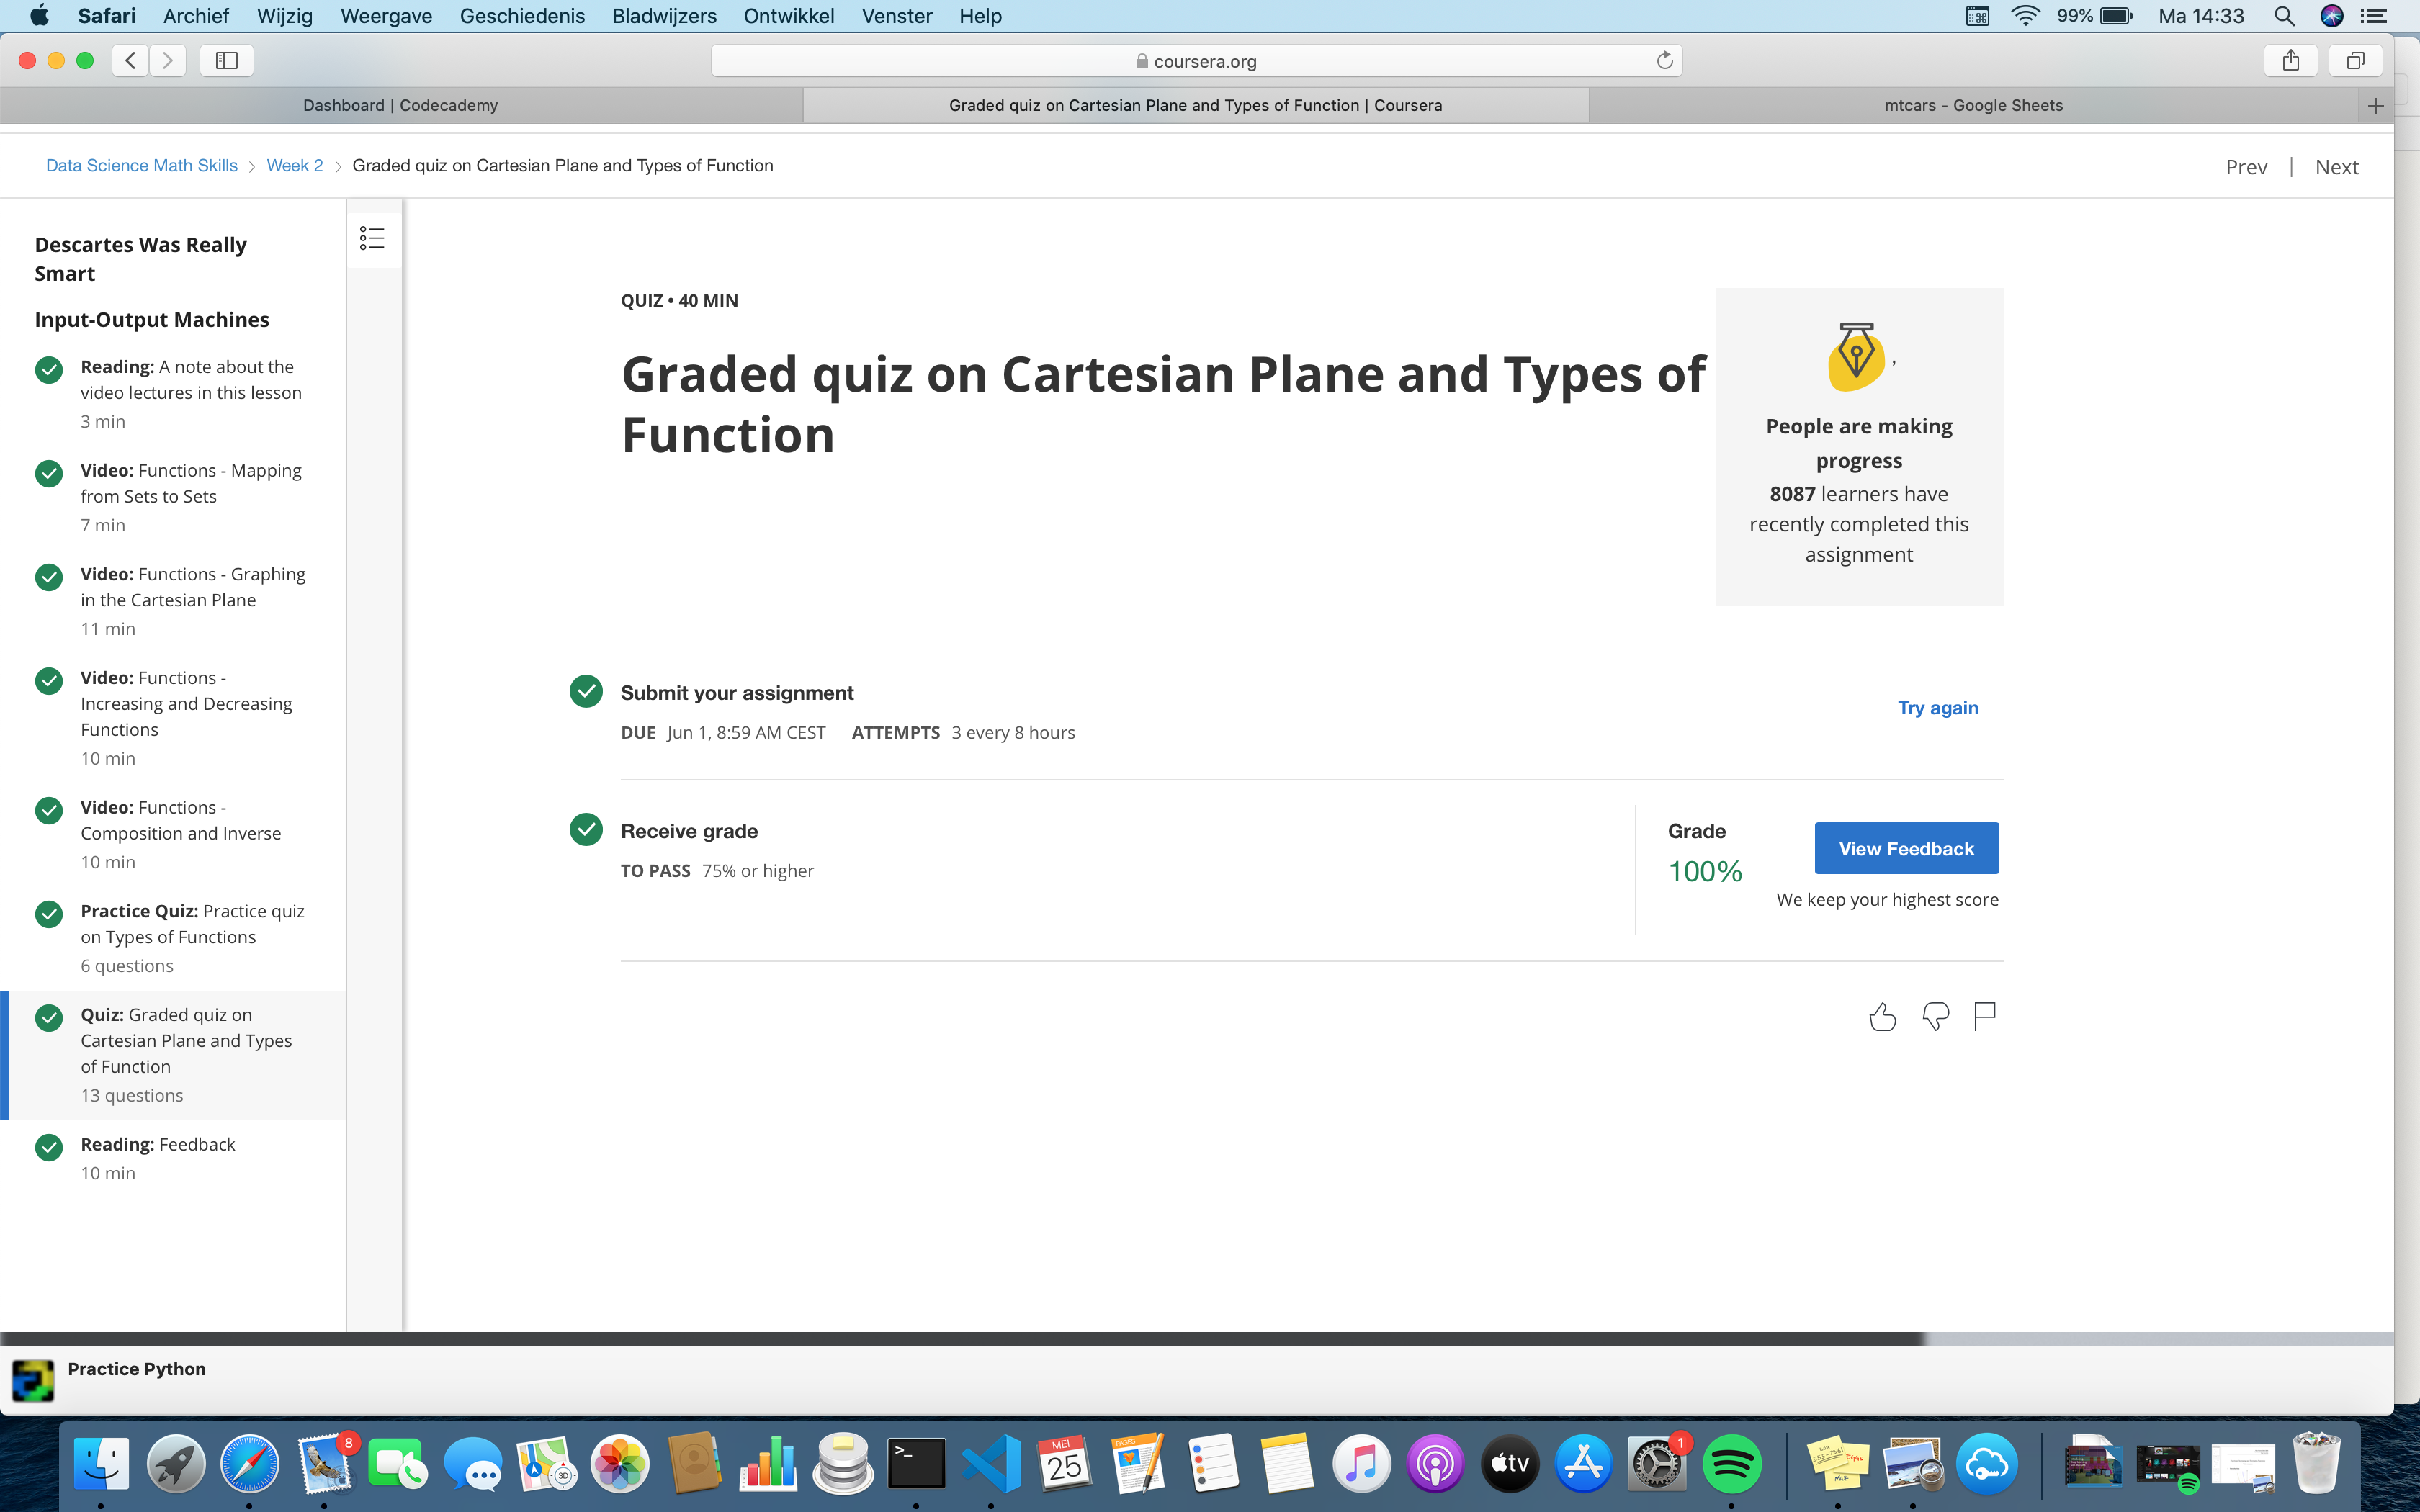 Safari Archief Wijzig Weergave Geschiedenis Bladwijzers Ontwikkel Venster Help 99% Ma 14:33
coursera.org
Dashboard | Codecademy Graded quiz on Cartesian Plane and Types of Function | Coursera mtcars - Google Sheets
Data Science Math Skills > Week 2 > Graded quiz on Cartesian Plane and Types of Function Prev | Next
Descartes Was Really
Smart
Input-Output Machines
Reading: A note about the
video lectures in this lesson
3 min
Video: Functions - Mapping
from Sets to Sets
7 min
Video: Functions - Graphing
in the Cartesian Plane
11 min
Video: Functions -
Increasing and Decreasing
Functions
10 min
Video: Functions -
Composition and Inverse
10 min
Practice Quiz: Practice quiz
on Types of Functions
6 questions
Quiz: Graded quiz on
Cartesian Plane and Types
of Function
13 questions
Reading: Feedback
10 min
QUIZ • 40 MIN
Graded quiz on Cartesian Plane and Types of
Function
,
People are making
progress
8087 learners have
recently completed this
assignment
Submit your assignment
DUE Jun 1, 8:59 AM CEST ATTEMPTS 3 every 8 hours
Try again
Receive grade
TO PASS 75% or higher
Grade
100%
View Feedback
We keep your highest score
Practice Python
8
3D
>_
MEI
25
PAGES
tv
1
EGGS
MLK